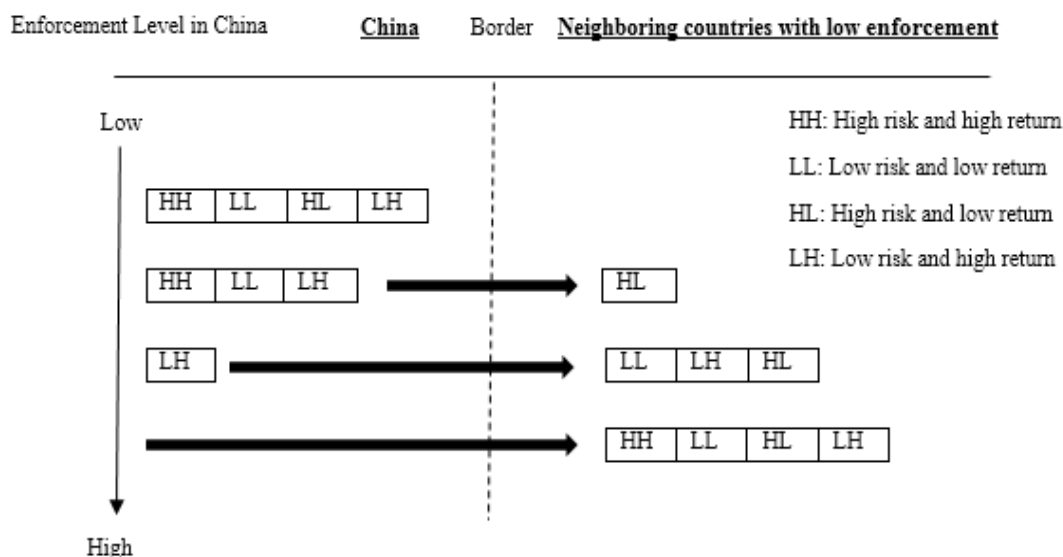 Enforcement Level in China China Border Neighboring countries with low enforcement
Low
HH: High risk and high return
LL: Low risk and low return
HL: High risk and low return
LH: Low risk and high return
HH LL HL LH
HH LL LH HL
LH LL LH HL
HH LL HL LH
High